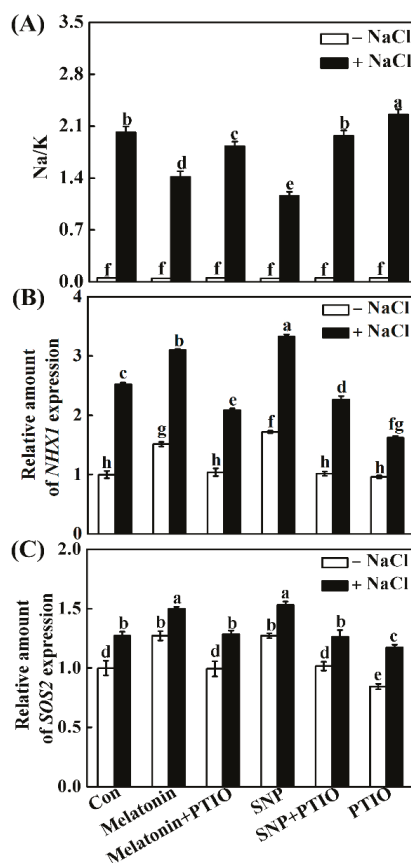 (A)
3.5
2.8
2.1
1.4
0.7
0.0
Na/K
– NaCl
+ NaCl
f b f d f c f e f b f a
(B)
4
3
2
1
0
Relative amount
of NHX1 expression
– NaCl
+ NaCl
h c g b h e f a h d h fg
(C)
2.0
1.5
1.0
0.5
0.0
Relative amount
of SOS2 expression
– NaCl
+ NaCl
d b b a d b b a d b e c
Con
Melatonin
Melatonin+PTIO
SNP
SNP+PTIO
PTIO